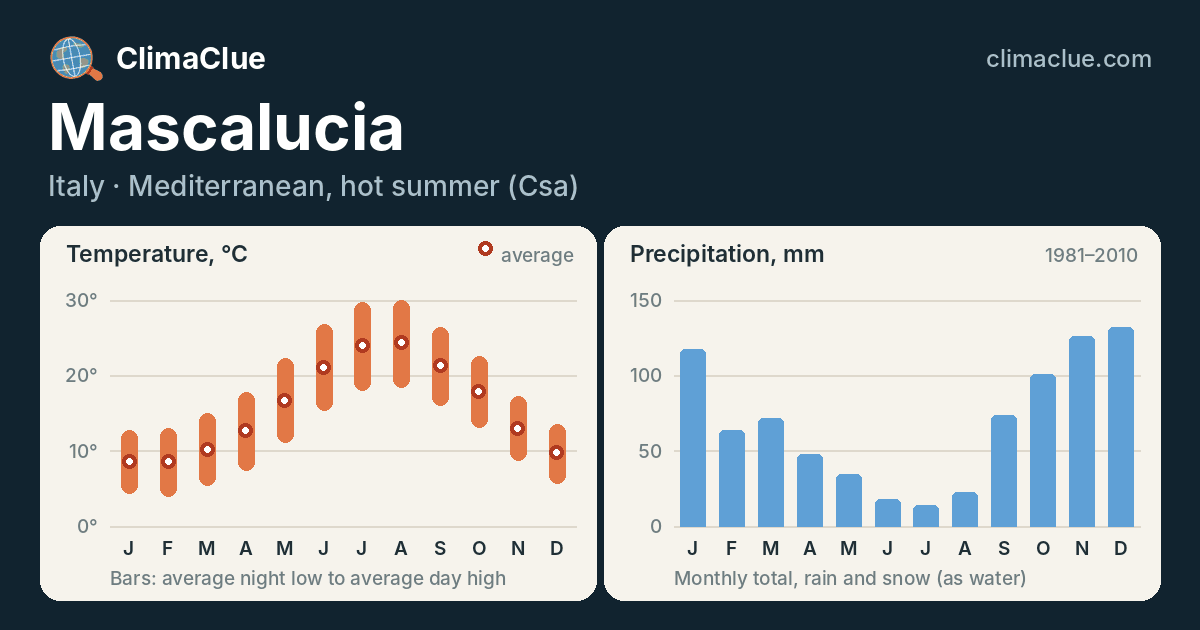 ClimaClue
climaclue.com
Mascalucia
Italy · Mediterranean, hot summer (Csa)
Temperature, °C
average
30°
20°
10°
0°
J F M A M J J A S O N D
Bars: average night low to average day high
Precipitation, mm
1981–2010
150
100
50
0
J F M A M J J A S O N D
Monthly total, rain and snow (as water)